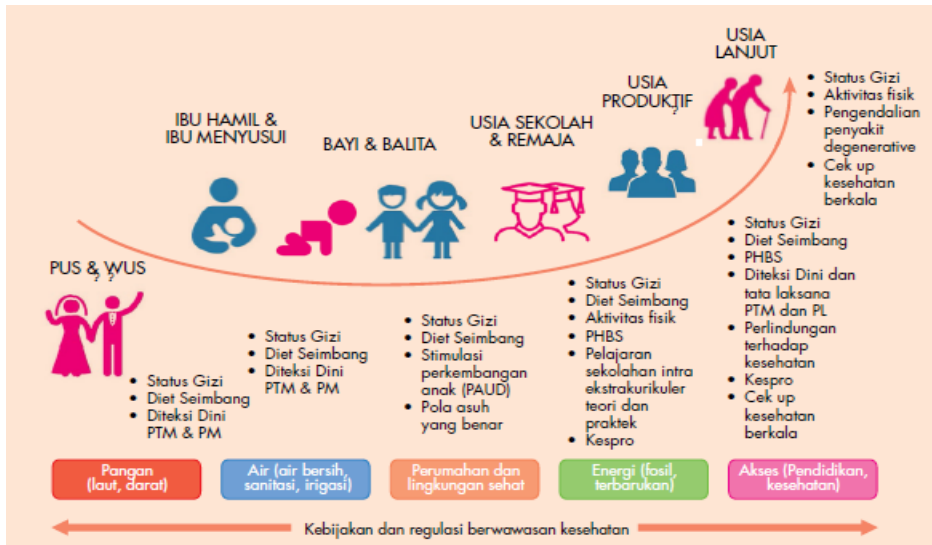 PUS & WUS
• Status Gizi
• Diet Seimbang
• Diteksi Dini
PTM & PM
IBU HAMIL &
IBU MENYUSUI
• Status Gizi
• Diet Seimbang
• Diteksi Dini
PTM & PM
BAYI & BALITA
• Status Gizi
• Diet Seimbang
• Stimulasi
perkembangan
anak (PAUD)
• Pola asuh
yang benar
USIA SEKOLAH
& REMAJA
• Status Gizi
• Diet Seimbang
• Aktivitas fisik
• PHBS
• Pelajaran
sekolahan intra
ekstrakurikuler
teori dan
praktek
• Kespro
USIA
PRODUKTIF
• Status Gizi
• Diet Seimbang
• PHBS
• Diteksi Dini dan
tata laksana
PTM dan PL
• Perlindungan
terhadap
kesehatan
• Kespro
• Cek up
kesehatan
berkala
USIA
LANJUT
• Status Gizi
• Aktivitas fisik
• Pengendalian
penyakit
degenerative
• Cek up
kesehatan
berkala
Pangan
(laut, darat)
Air (air bersih,
sanitasi, irigasi)
Perumahan dan
lingkungan sehat
Energi (fosil,
terbarukan)
Akses (Pendidikan,
kesehatan)
Kebijakan dan regulasi berwawasan kesehatan